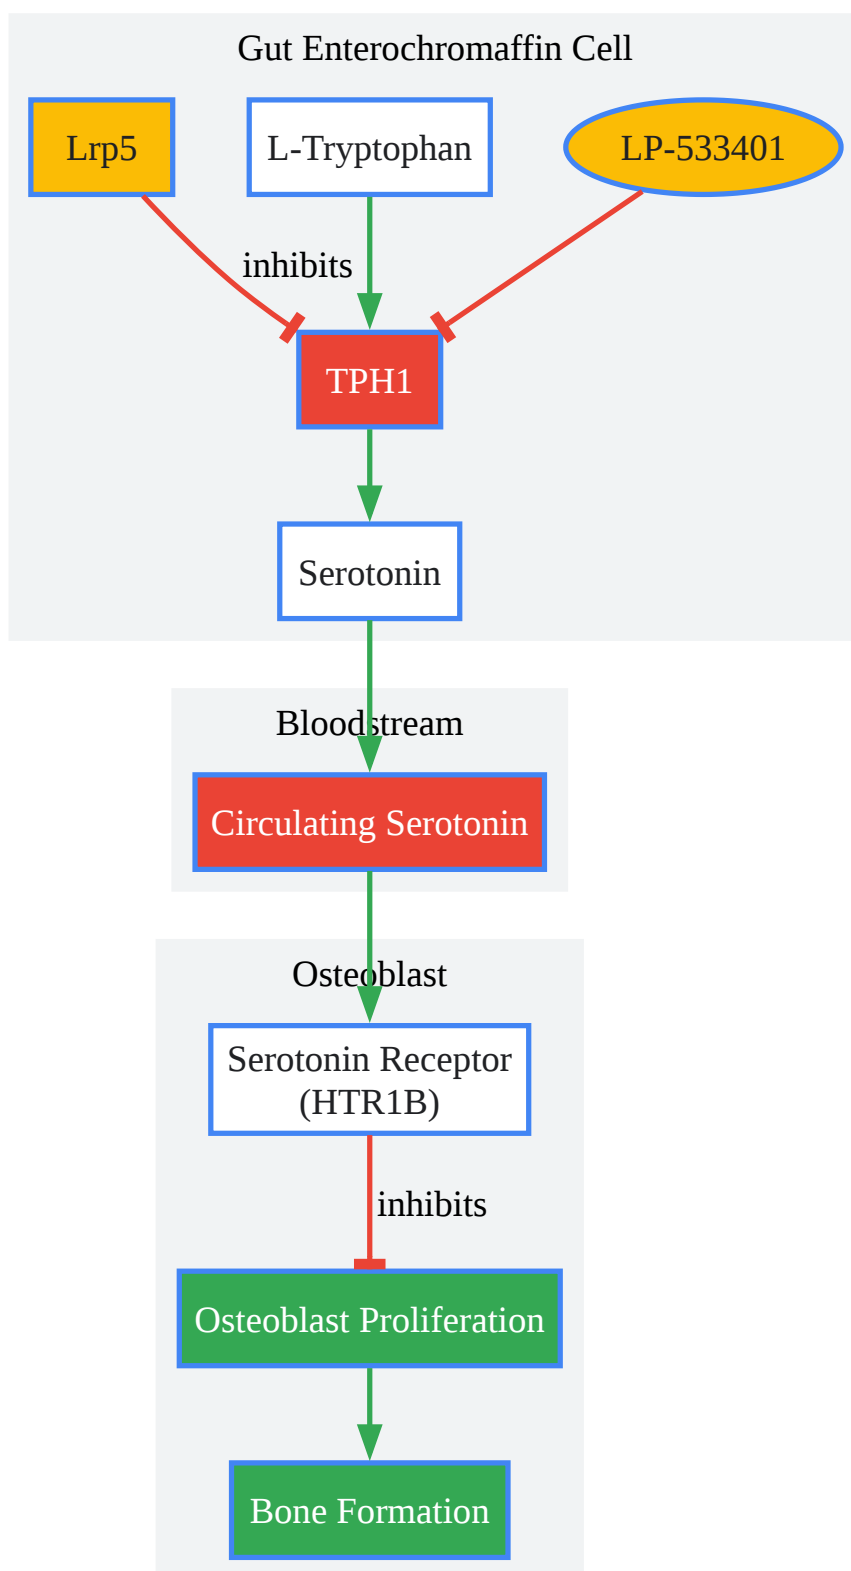 Gut Enterochromaffin Cell
Lrp5
L-Tryptophan
LP-533401
inhibits
TPH1
Serotonin
Bloodstream
Circulating Serotonin
Osteoblast
Serotonin Receptor
(HTR1B)
inhibits
Osteoblast Proliferation
Bone Formation